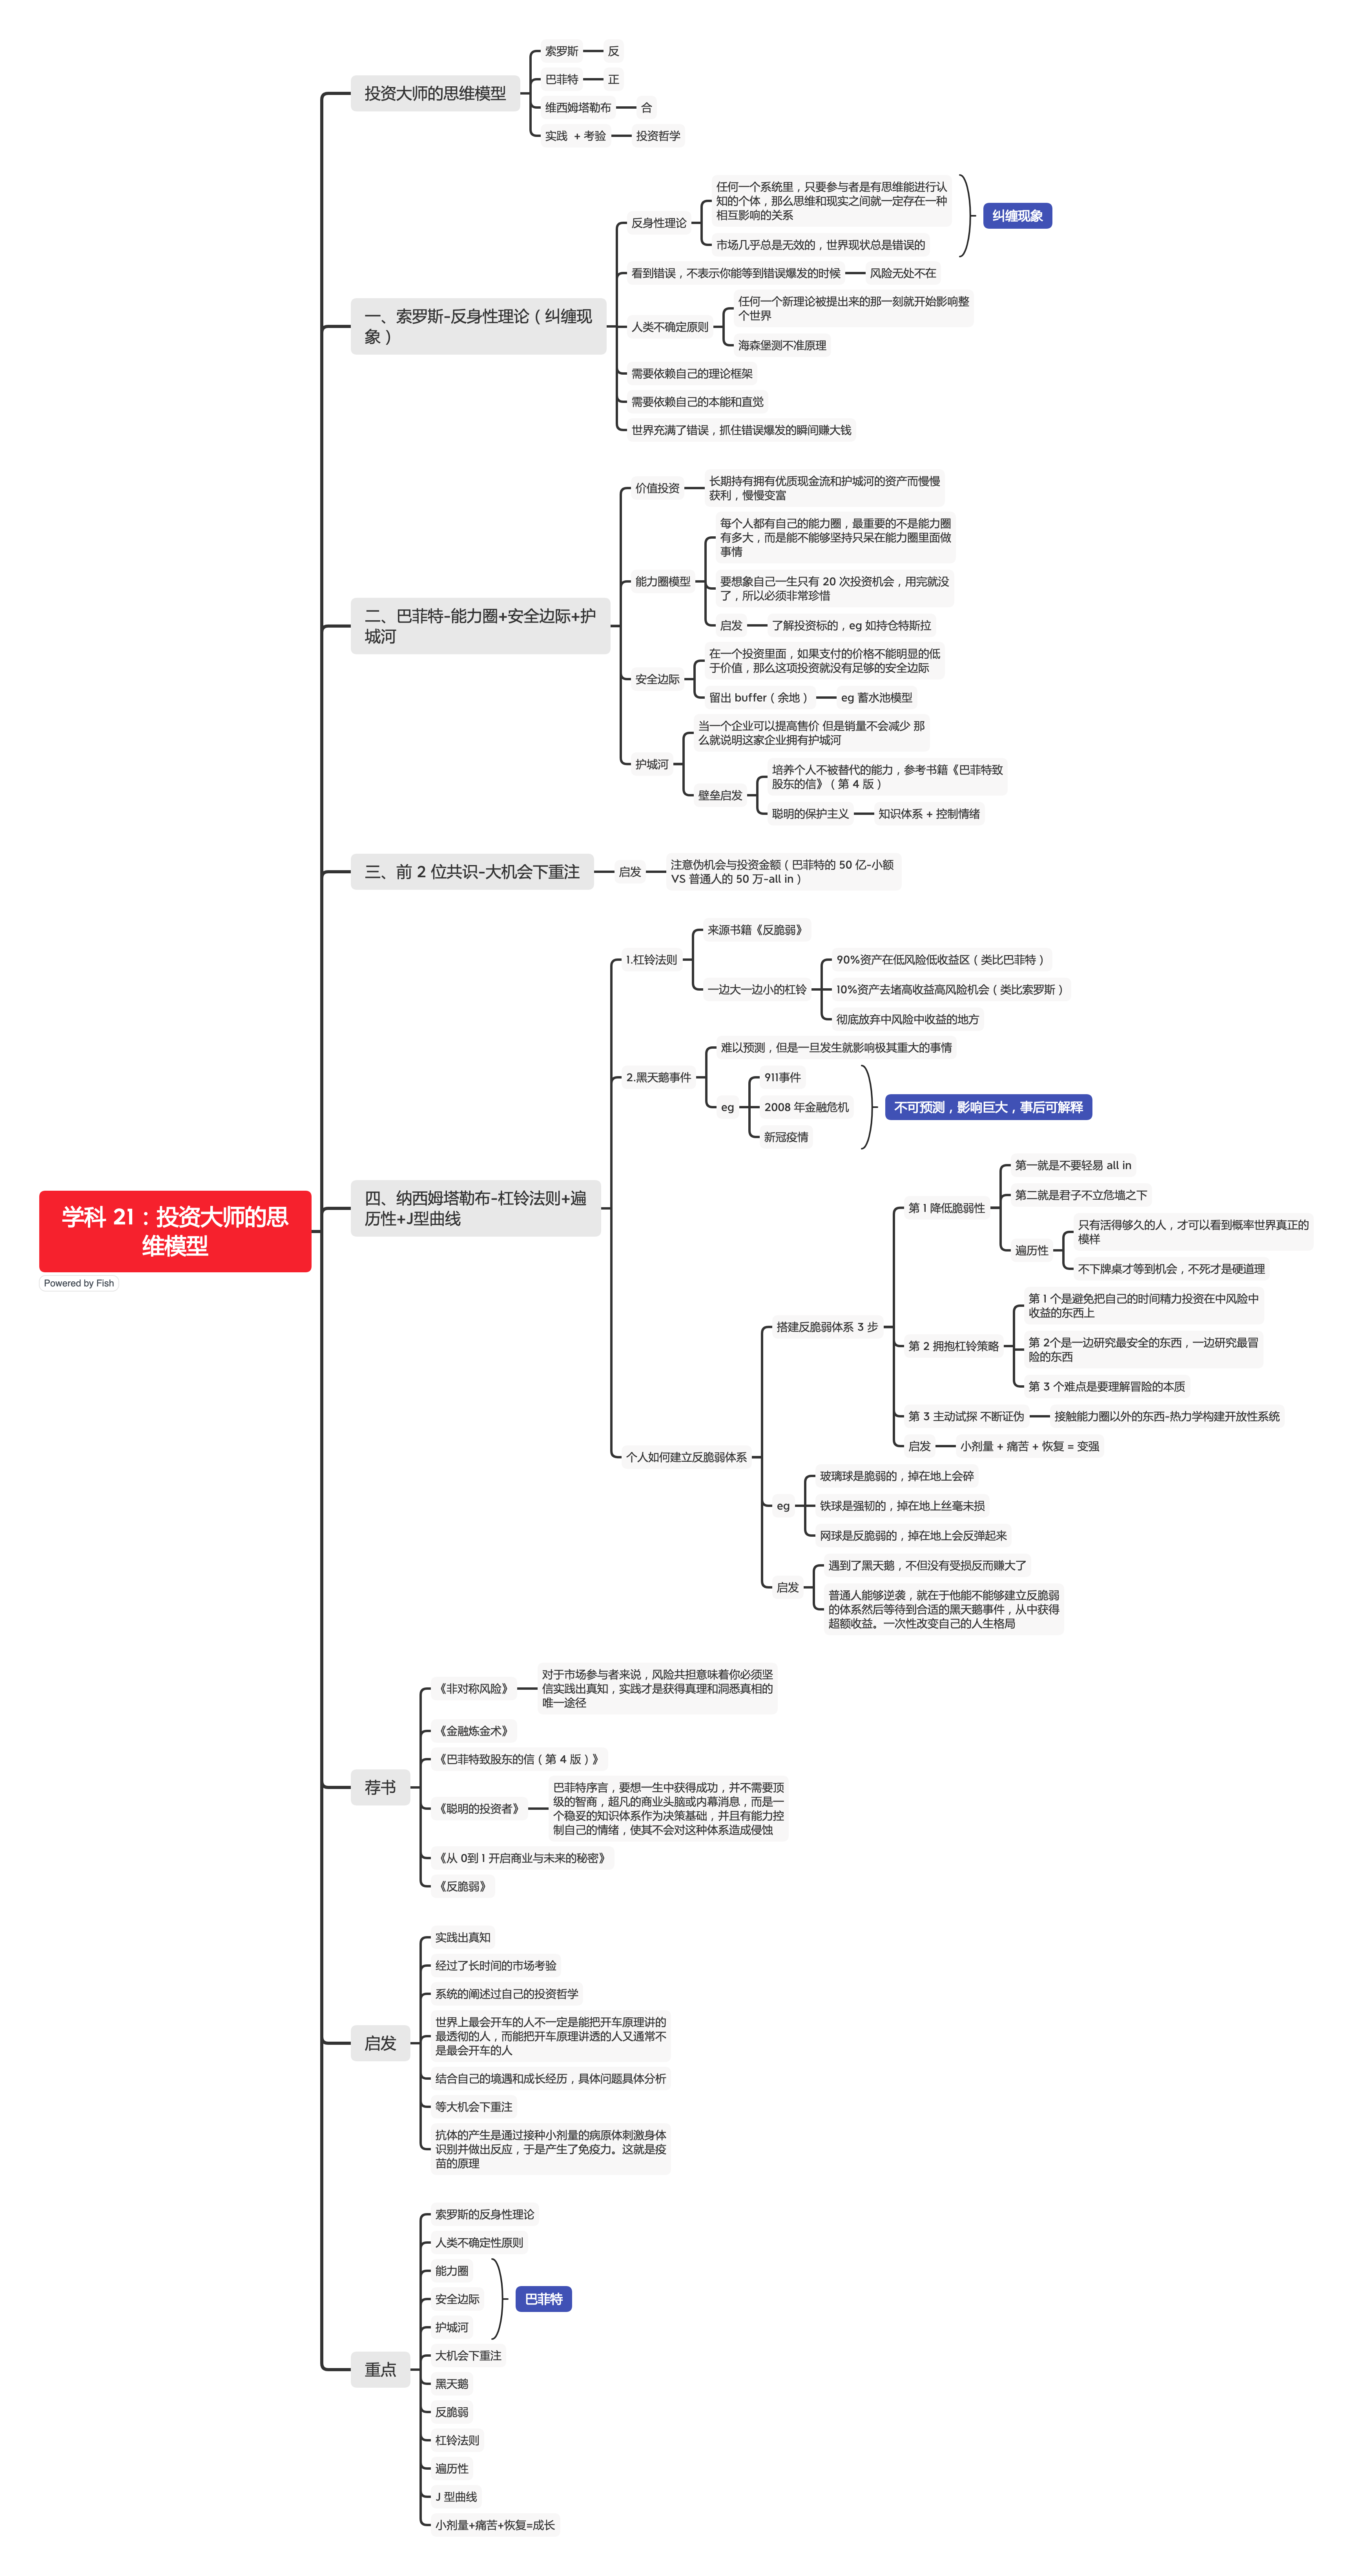 学科 21：投资大师的思
维模型
Powered by Fish
投资大师的思维模型
索罗斯
反
巴菲特
正
维西姆塔勒布
合
实践 + 考验
投资哲学
一、索罗斯-反身性理论（纠缠现
象）
反身性理论
任何一个系统里，只要参与者是有思维能进行认
知的个体，那么思维和现实之间就一定存在一种
相互影响的关系
市场几乎总是无效的，世界现状总是错误的
纠缠现象
看到错误，不表示你能等到错误爆发的时候
风险无处不在
人类不确定原则
任何一个新理论被提出来的那一刻就开始影响整
个世界
海森堡测不准原理
需要依赖自己的理论框架
需要依赖自己的本能和直觉
世界充满了错误，抓住错误爆发的瞬间赚大钱
二、巴菲特-能力圈+安全边际+护
城河
价值投资
长期持有拥有优质现金流和护城河的资产而慢慢
获利，慢慢变富
能力圈模型
每个人都有自己的能力圈，最重要的不是能力圈
有多大，而是能不能够坚持只呆在能力圈里面做
事情
要想象自己一生只有 20 次投资机会，用完就没
了，所以必须非常珍惜
启发
了解投资标的，eg 如持仓特斯拉
安全边际
在一个投资里面，如果支付的价格不能明显的低
于价值，那么这项投资就没有足够的安全边际
留出 buffer（余地）
eg 蓄水池模型
护城河
当一个企业可以提高售价 但是销量不会减少 那
么就说明这家企业拥有护城河
壁垒启发
培养个人不被替代的能力，参考书籍《巴菲特致
股东的信》（第 4 版）
聪明的保护主义
知识体系 + 控制情绪
三、前 2 位共识-大机会下重注
启发
注意伪机会与投资金额（巴菲特的 50 亿-小额
VS 普通人的 50 万-all in）
四、纳西姆塔勒布-杠铃法则+遍
历性+J型曲线
1.杠铃法则
来源书籍《反脆弱》
一边大一边小的杠铃
90%资产在低风险低收益区（类比巴菲特）
10%资产去堵高收益高风险机会（类比索罗斯）
彻底放弃中风险中收益的地方
2.黑天鹅事件
难以预测，但是一旦发生就影响极其重大的事情
eg
911事件
2008 年金融危机
新冠疫情
不可预测，影响巨大，事后可解释
个人如何建立反脆弱体系
搭建反脆弱体系 3 步
第 1 降低脆弱性
第一就是不要轻易 all in
第二就是君子不立危墙之下
遍历性
只有活得够久的人，才可以看到概率世界真正的
模样
不下牌桌才等到机会，不死才是硬道理
第 2 拥抱杠铃策略
第 1 个是避免把自己的时间精力投资在中风险中
收益的东西上
第 2个是一边研究最安全的东西，一边研究最冒
险的东西
第 3 个难点是要理解冒险的本质
第 3 主动试探 不断证伪
接触能力圈以外的东西-热力学构建开放性系统
启发
小剂量 + 痛苦 + 恢复 = 变强
eg
玻璃球是脆弱的，掉在地上会碎
铁球是强韧的，掉在地上丝毫未损
网球是反脆弱的，掉在地上会反弹起来
启发
遇到了黑天鹅，不但没有受损反而赚大了
普通人能够逆袭，就在于他能不能够建立反脆弱
的体系然后等待到合适的黑天鹅事件，从中获得
超额收益。一次性改变自己的人生格局
荐书
《非对称风险》
对于市场参与者来说，风险共担意味着你必须坚
信实践出真知，实践才是获得真理和洞悉真相的
唯一途径
《金融炼金术》
《巴菲特致股东的信（第 4 版）》
《聪明的投资者》
巴菲特序言，要想一生中获得成功，并不需要顶
级的智商，超凡的商业头脑或内幕消息，而是一
个稳妥的知识体系作为决策基础，并且有能力控
制自己的情绪，使其不会对这种体系造成侵蚀
《从 0到 1 开启商业与未来的秘密》
《反脆弱》
启发
实践出真知
经过了长时间的市场考验
系统的阐述过自己的投资哲学
世界上最会开车的人不一定是能把开车原理讲的
最透彻的人，而能把开车原理讲透的人又通常不
是最会开车的人
结合自己的境遇和成长经历，具体问题具体分析
等大机会下重注
抗体的产生是通过接种小剂量的病原体刺激身体
识别并做出反应，于是产生了免疫力。这就是疫
苗的原理
重点
索罗斯的反身性理论
人类不确定性原则
能力圈
安全边际
护城河
巴菲特
大机会下重注
黑天鹅
反脆弱
杠铃法则
遍历性
J 型曲线
小剂量+痛苦+恢复=成长